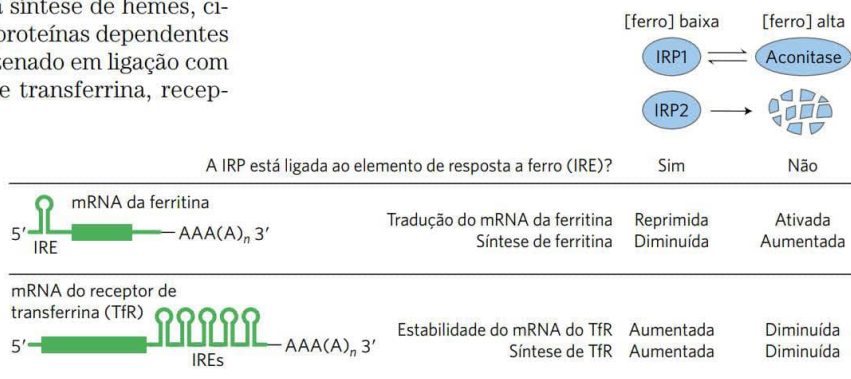 a síntese de hemes, ci-
proteínas dependentes
zenado em ligação com
e transferrina, recep-
[ferro] baixa [ferro] alta
IRP1 Aconitase
IRP2
A IRP está ligada ao elemento de resposta a ferro (IRE)? Sim Não
mRNA da ferritina
5′ AAA(A)n 3′
IRE
Tradução do mRNA da ferritina Reprimida Ativada
Síntese de ferritina Diminuída Aumentada
mRNA do receptor de
transferrina (TfR)
5′ AAA(A)n 3′
IREs
Estabilidade do mRNA do TfR Aumentada Diminuída
Síntese de TfR Aumentada Diminuída